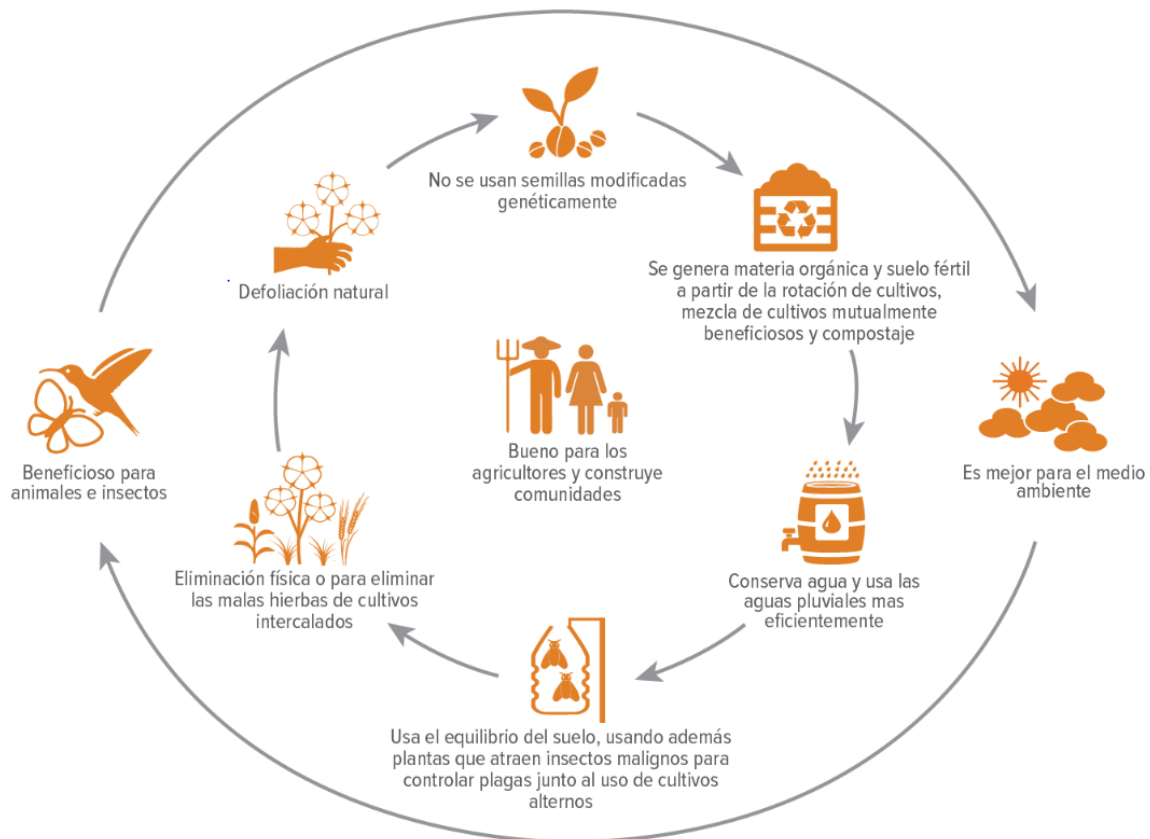 No se usan semillas modificadas
genéticamente
Se genera materia orgánica y suelo fértil
a partir de la rotación de cultivos,
mezcla de cultivos mutualmente
beneficiosos y compostaje
Es mejor para el medio
ambiente
Conserva agua y usa las
aguas pluviales mas
eficientemente
Usa el equilibrio del suelo, usando además
plantas que atraen insectos malignos para
controlar plagas junto al uso de cultivos
alternos
Eliminación física o para eliminar
las malas hierbas de cultivos
intercalados
Defoliación natural
Beneficioso para
animales e insectos
Bueno para los
agricultores y construye
comunidades